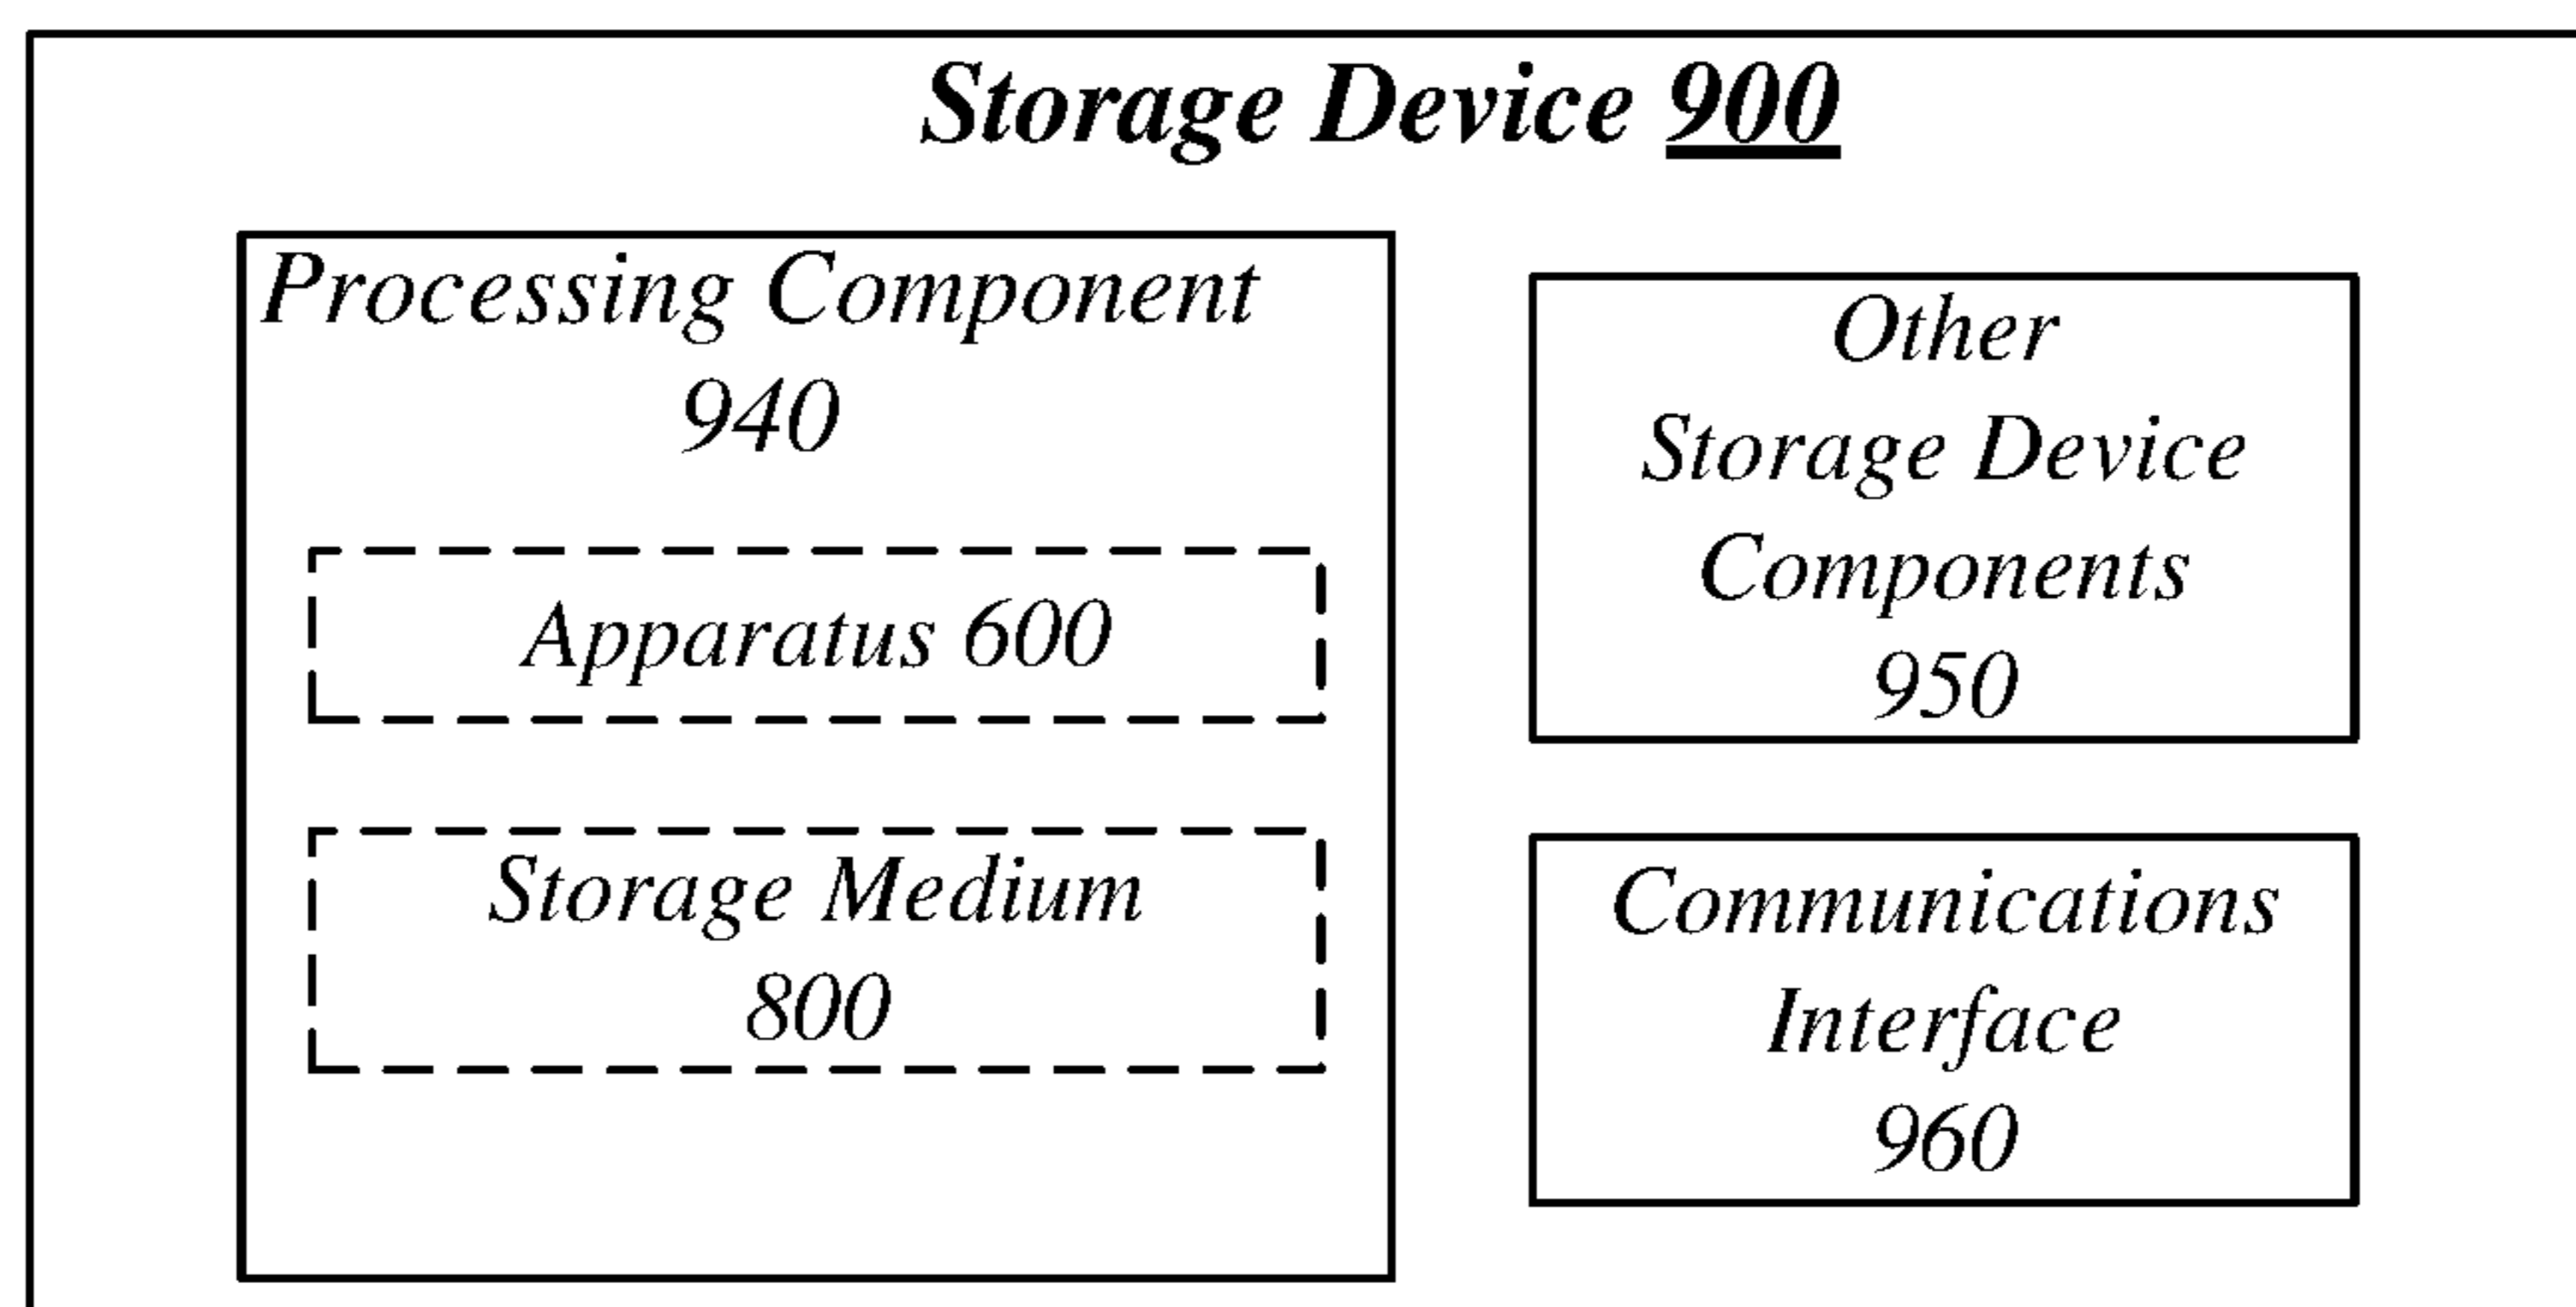 Storage Device 900
Processing Component
940
Apparatus 600
Storage Medium
800
Other
Storage Device
Components
950
Communications
Interface
960